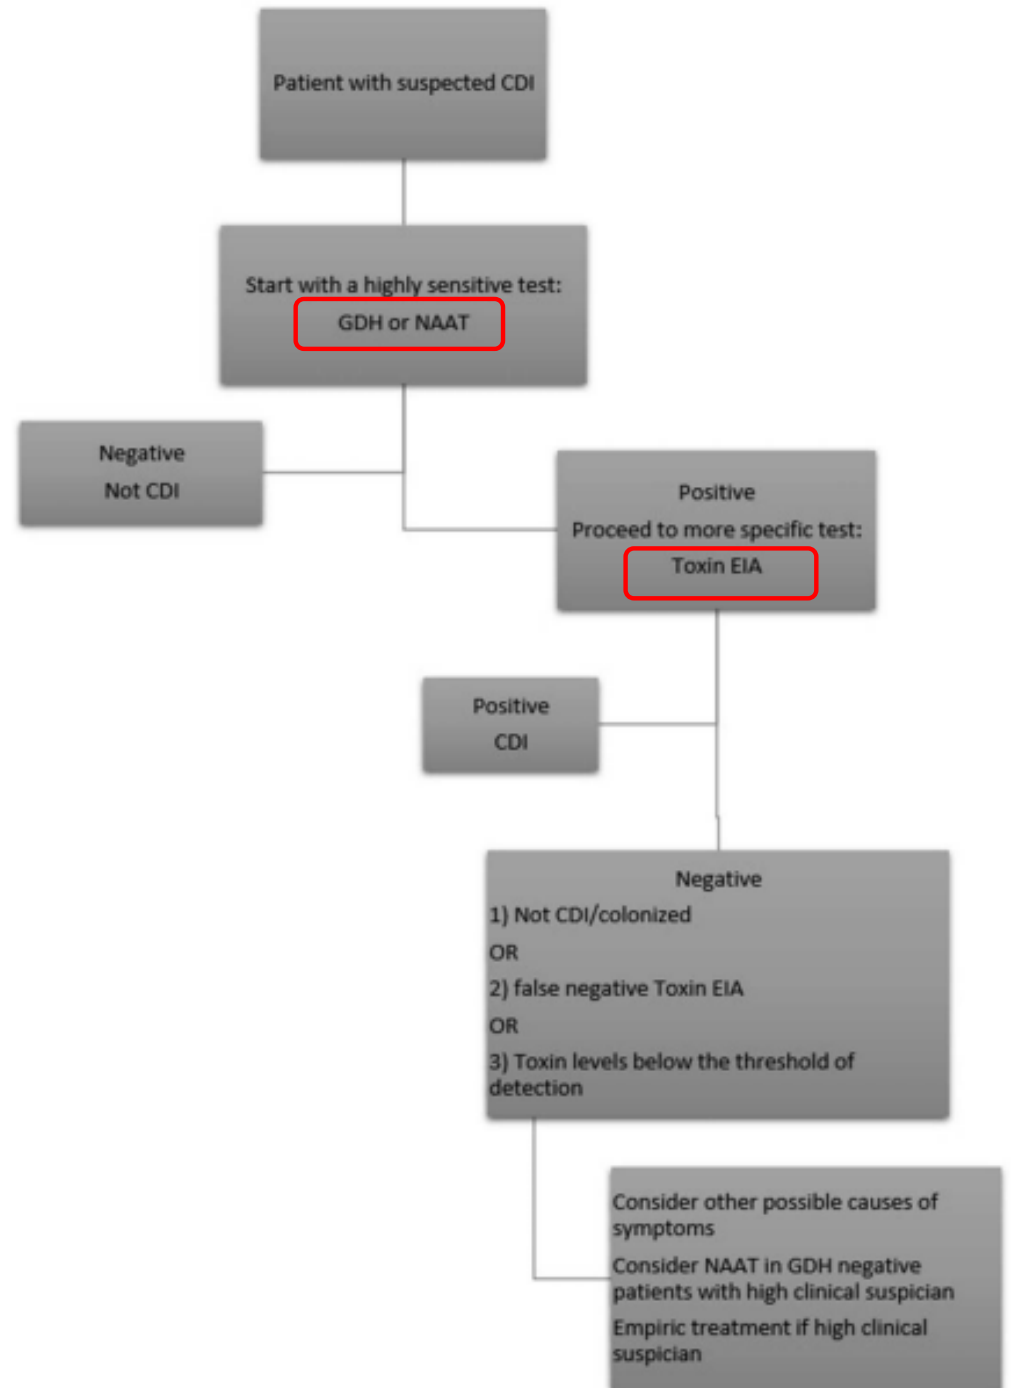 Patient with suspected CDI
Start with a highly sensitive test:
GDH or NAAT
Negative
Not CDI
Positive
Proceed to more specific test:
Toxin EIA
Positive
CDI
Negative
1) Not CDI/colonized
OR
2) false negative Toxin EIA
OR
3) Toxin levels below the threshold of
detection
Consider other possible causes of
symptoms
Consider NAAT in GDH negative
patients with high clinical suspician
Empiric treatment if high clinical
suspician